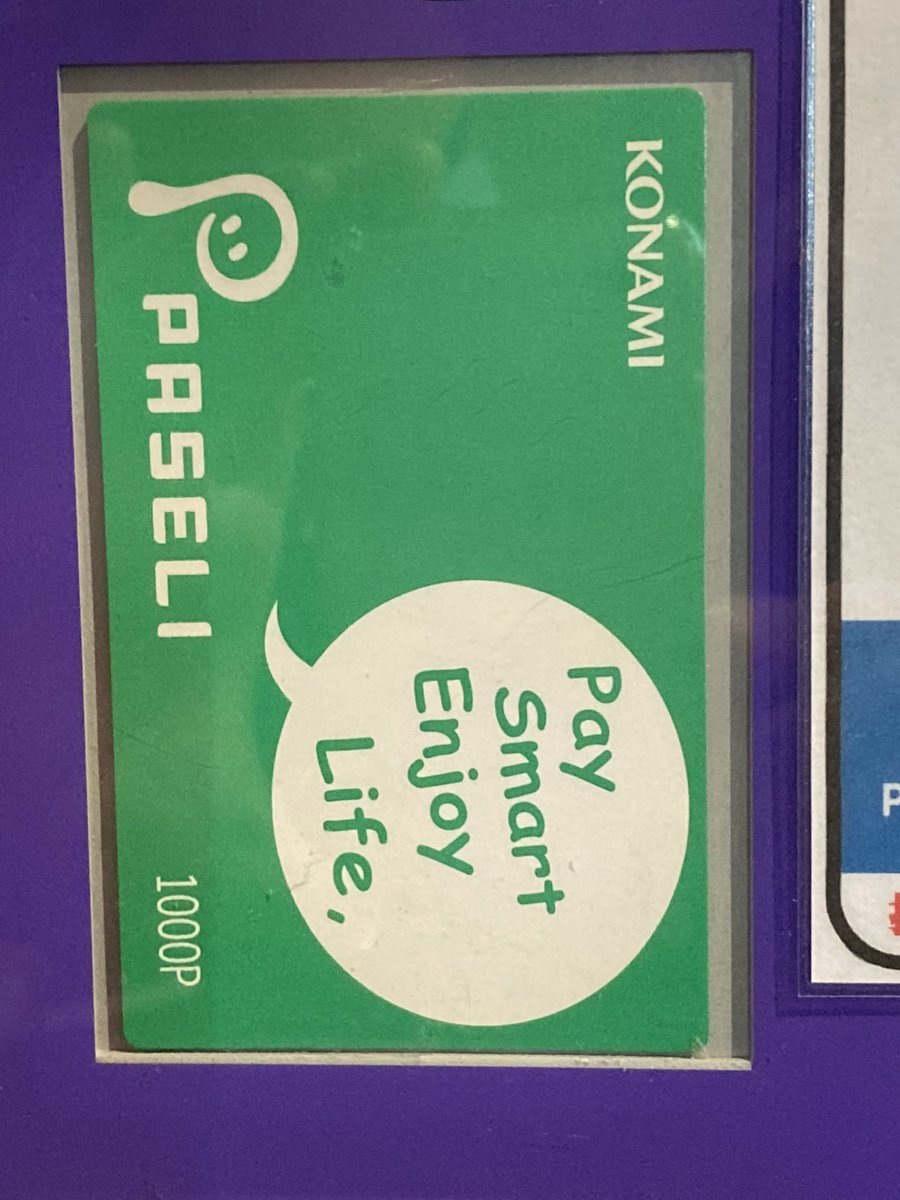 KONAMI
Pay
Smart
Enjoy
Life,
PASELI
1000P
P